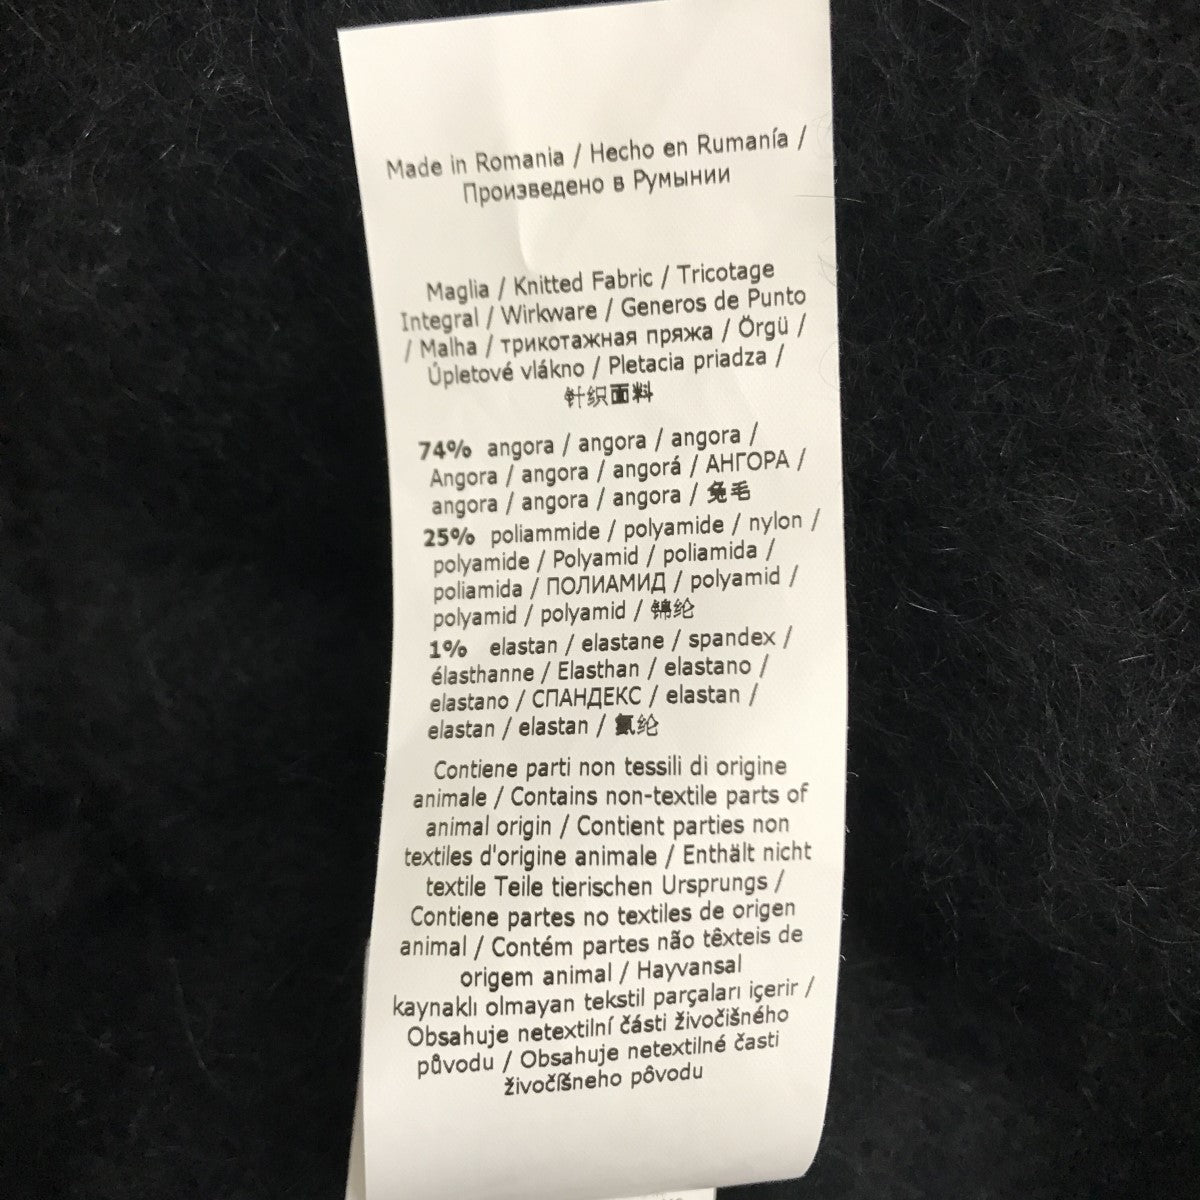 Made in Romania / Hecho en Rumanía /
Произведено в Румынии
Maglia / Knitted Fabric / Tricotage
Integral / Wirkware / Generos de Punto
/ Malha / трикотажная пряжа / Örgü /
Úpletové vlákno / Pletacia priadza /
针织面料
74% angora / angora / angora /
Angora / angora / angorá / АНГОРА /
angora / angora / angora / 兔毛
25% poliammide / polyamide / nylon /
polyamide / Polyamid / poliamida /
poliamida / ПОЛИАМИД / polyamid /
polyamid / polyamid / 锦纶
1% elastan / elastane / spandex /
élasthanne / Elasthan / elastano /
elastano / СПАНДЕКС / elastan /
elastan / elastan / 氨纶
Contiene parti non tessili di origine
animale / Contains non-textile parts of
animal origin / Contient parties non
textiles d'origine animale / Enthält nicht
textile Teile tierischen Ursprungs /
Contiene partes no textiles de origen
animal / Contém partes não têxteis de
origem animal / Hayvansal
kaynaklı olmayan tekstil parçaları içerir /
Obsahuje netextilní části živočišného
původu / Obsahuje netextilné časti
pôvodu